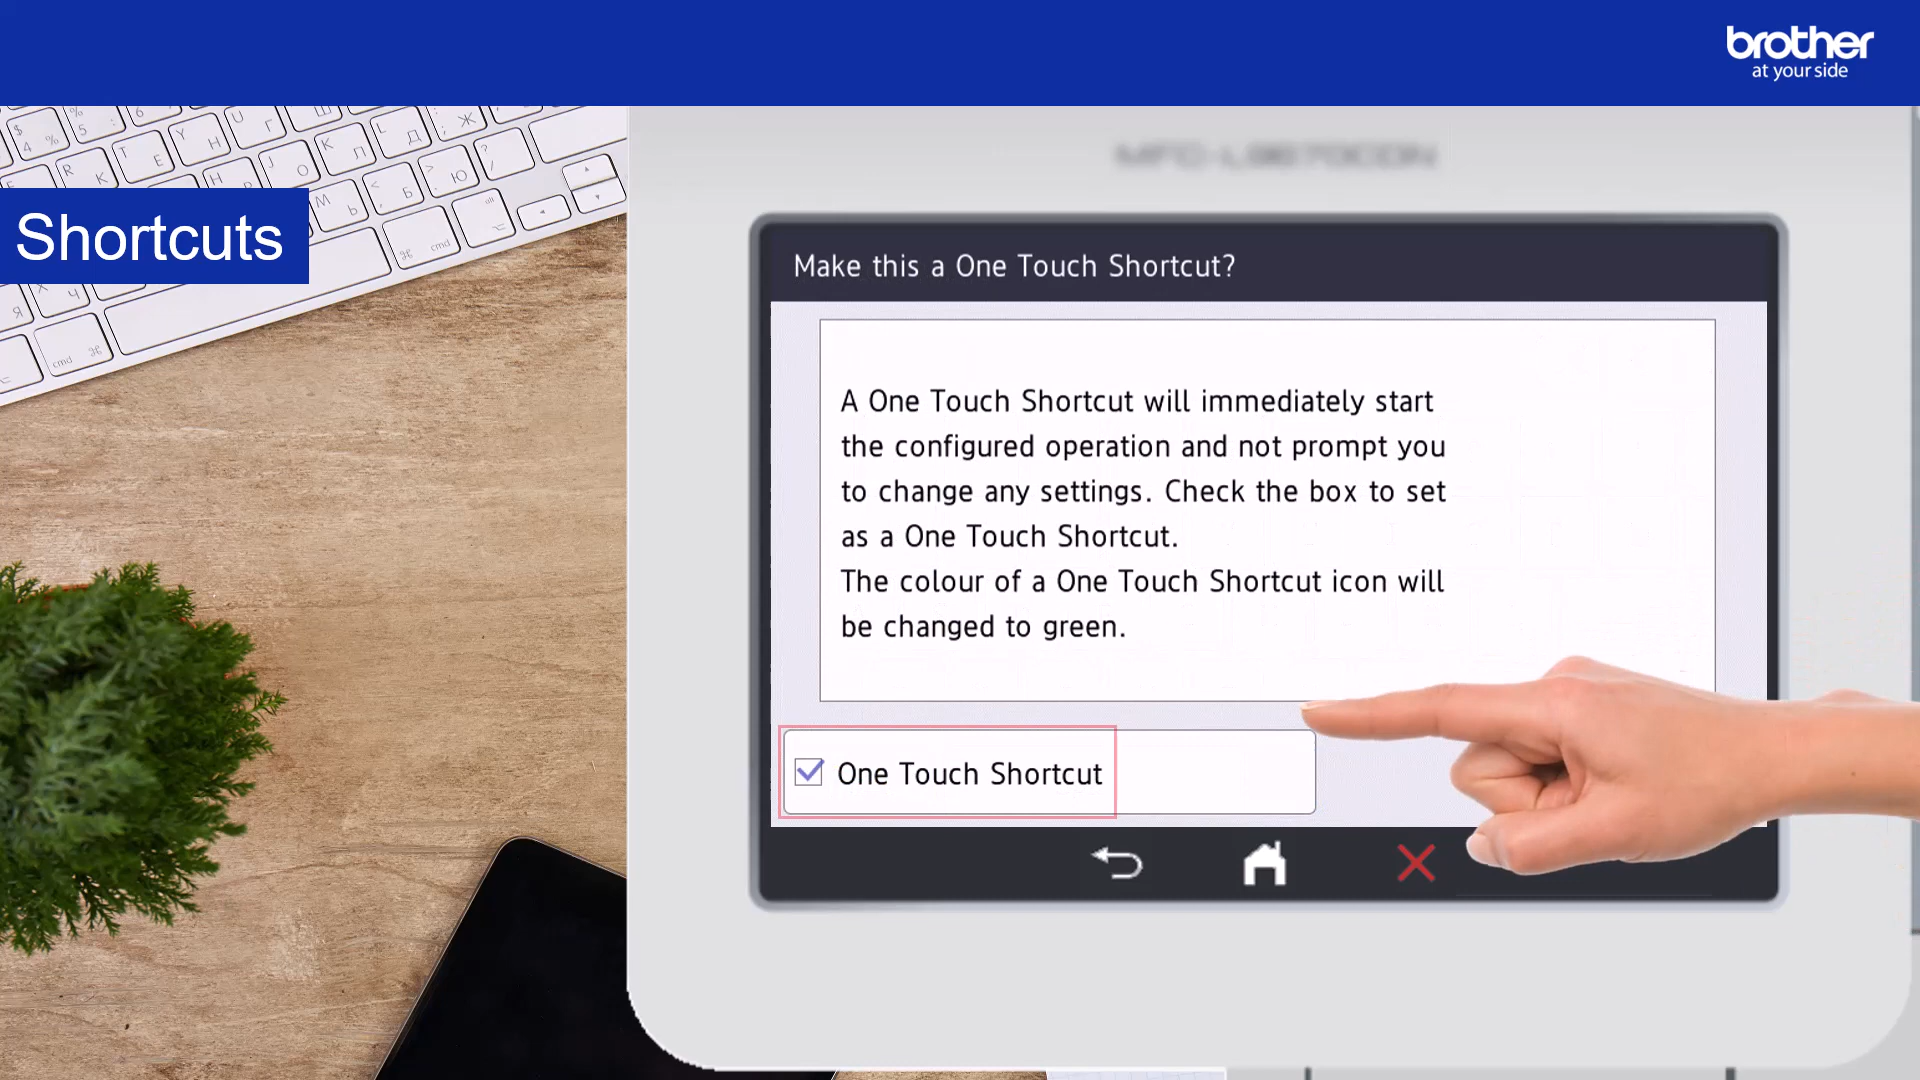 brother
at your side
Shortcuts
Make this a One Touch Shortcut?
A One Touch Shortcut will immediately start
the configured operation and not prompt you
to change any settings. Check the box to set
as a One Touch Shortcut.
The colour of a One Touch Shortcut icon will
be changed to green.
One Touch Shortcut
cmd
cmd